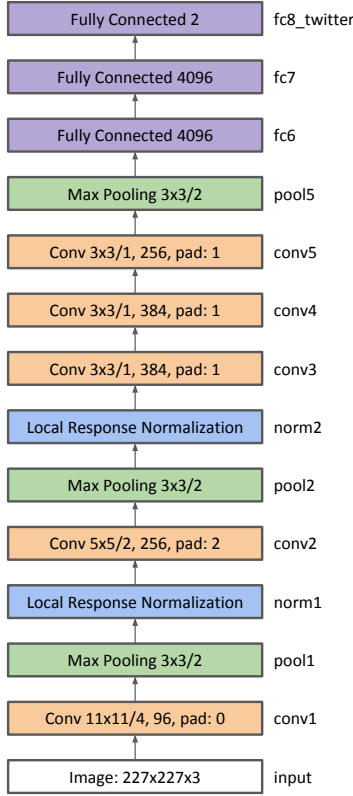 Fully Connected 2 fc8_twitter
Fully Connected 4096 fc7
Fully Connected 4096 fc6
Max Pooling 3x3/2 pool5
Conv 3x3/1, 256, pad: 1 conv5
Conv 3x3/1, 384, pad: 1 conv4
Conv 3x3/1, 384, pad: 1 conv3
Local Response Normalization norm2
Max Pooling 3x3/2 pool2
Conv 5x5/2, 256, pad: 2 conv2
Local Response Normalization norm1
Max Pooling 3x3/2 pool1
Conv 11x11/4, 96, pad: 0 conv1
Image: 227x227x3 input